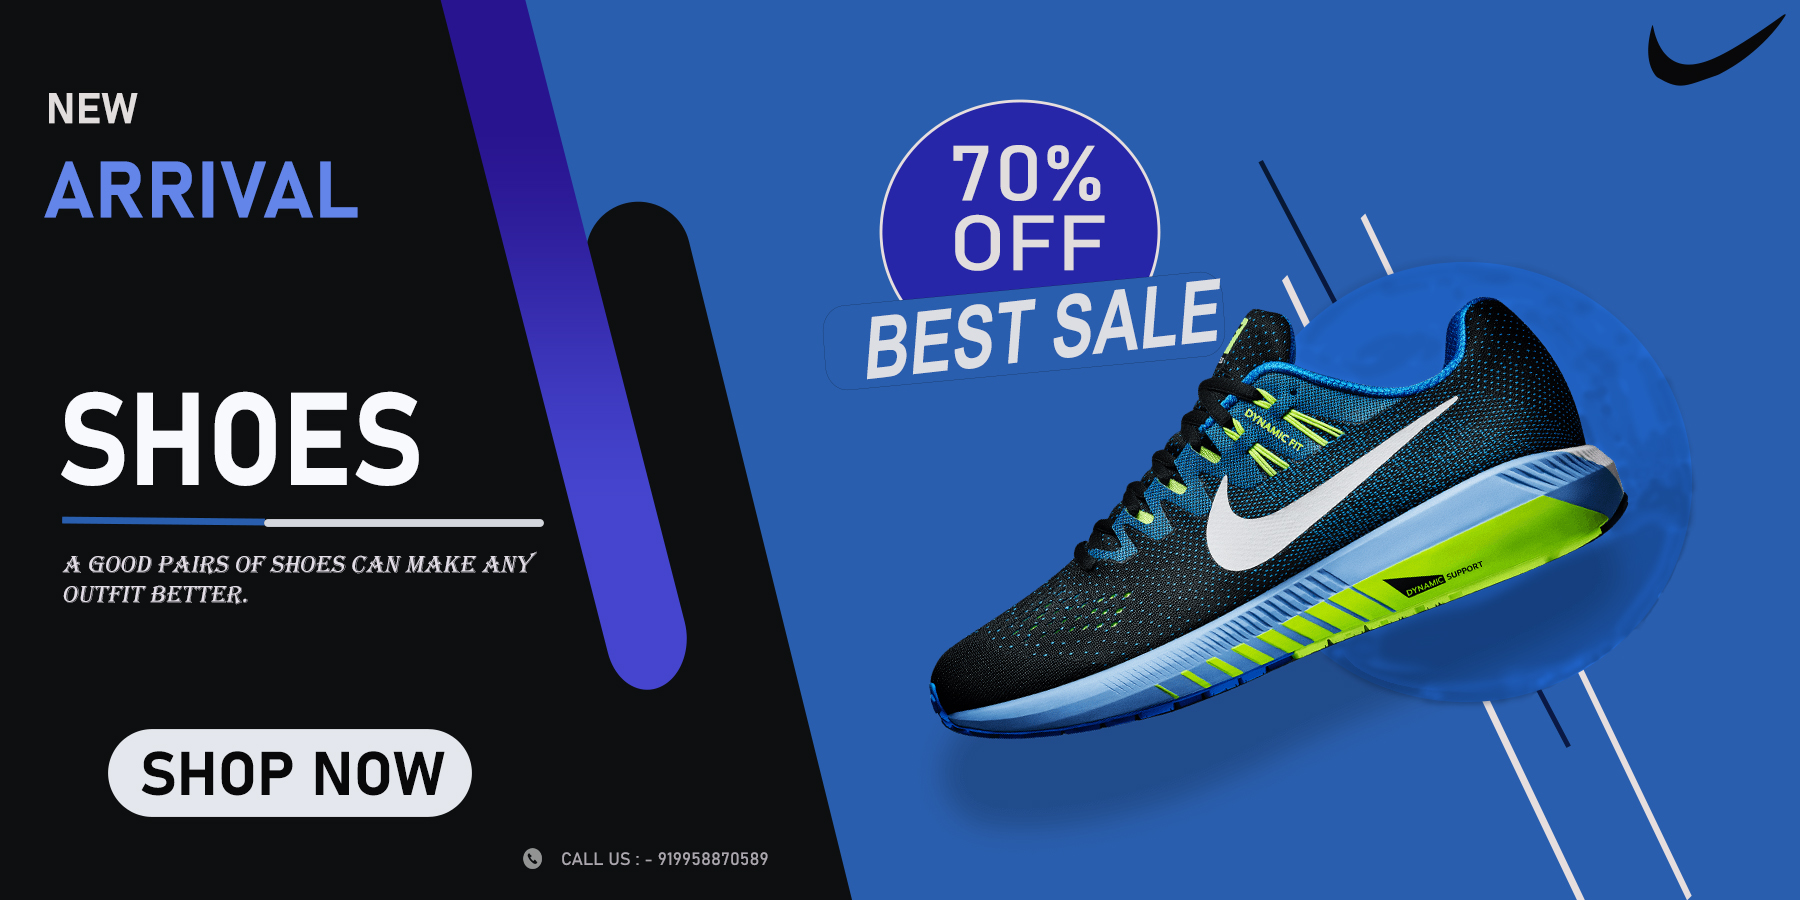 NEW
ARRIVAL
SHOES
A GOOD PAIRS OF SHOES CAN MAKE ANY
OUTFIT BETTER.
SHOP NOW
CALL US : - 919958870589
70%
OFF
BEST SALE
DYNAMIC FIT
DYNAMIC SUPPORT